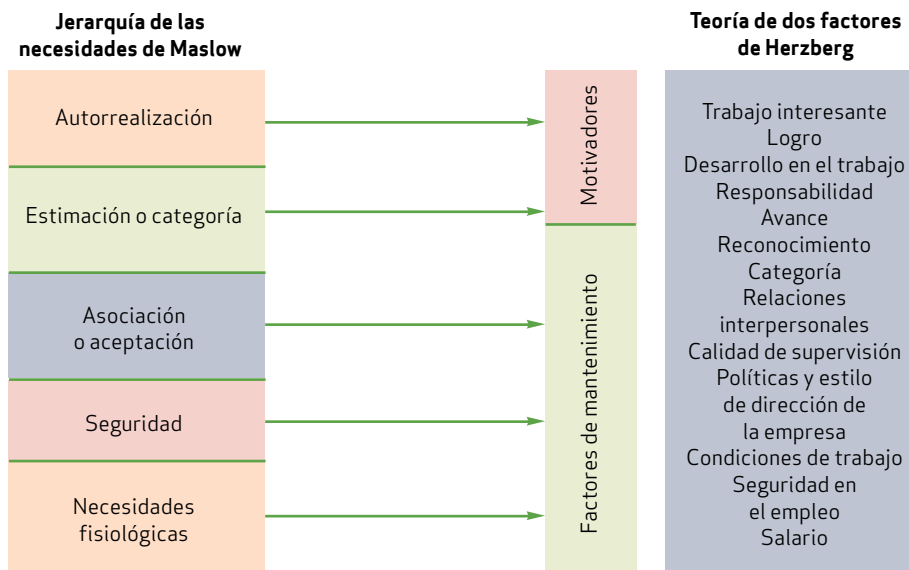 Jerarquía de las
necesidades de Maslow
Autorrealización
Estimación o categoría
Asociación
o aceptación
Seguridad
Necesidades
fisiológicas
Motivadores
Factores de mantenimiento
Teoría de dos factores
de Herzberg
Trabajo interesante
Logro
Desarrollo en el trabajo
Responsabilidad
Avance
Reconocimiento
Categoría
Relaciones
interpersonales
Calidad de supervisión
Políticas y estilo
de dirección de
la empresa
Condiciones de trabajo
Seguridad en
el empleo
Salario